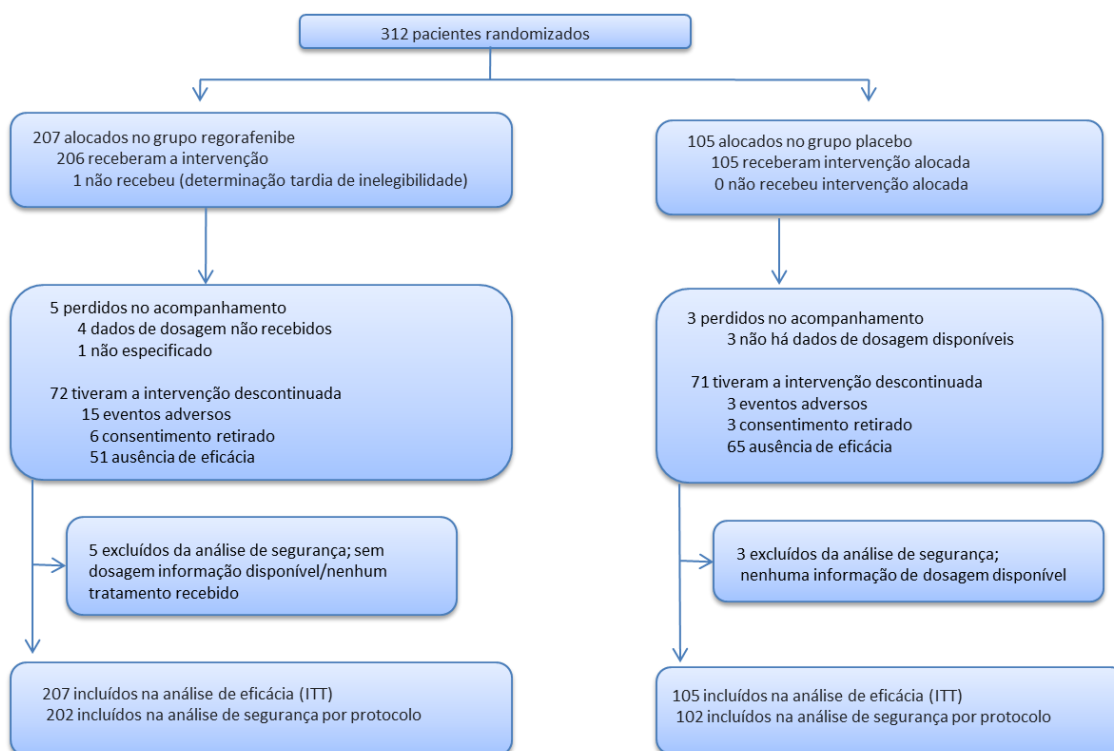 312 pacientes randomizados
207 alocados no grupo regorafenibe
206 receberam a intervenção
1 não recebeu (determinação tardia de inelegibilidade)
105 alocados no grupo placebo
105 receberam intervenção alocada
0 não recebeu intervenção alocada
5 perdidos no acompanhamento
4 dados de dosagem não recebidos
1 não especificado
72 tiveram a intervenção descontinuada
15 eventos adversos
6 consentimento retirado
51 ausência de eficácia
3 perdidos no acompanhamento
3 não há dados de dosagem disponíveis
71 tiveram a intervenção descontinuada
3 eventos adversos
3 consentimento retirado
65 ausência de eficácia
5 excluídos da análise de segurança; sem
dosagem informação disponível/nenhum
tratamento recebido
3 excluídos da análise de segurança;
nenhuma informação de dosagem disponível
207 incluídos na análise de eficácia (ITT)
202 incluídos na análise de segurança por protocolo
105 incluídos na análise de eficácia (ITT)
102 incluídos na análise de segurança por protocolo